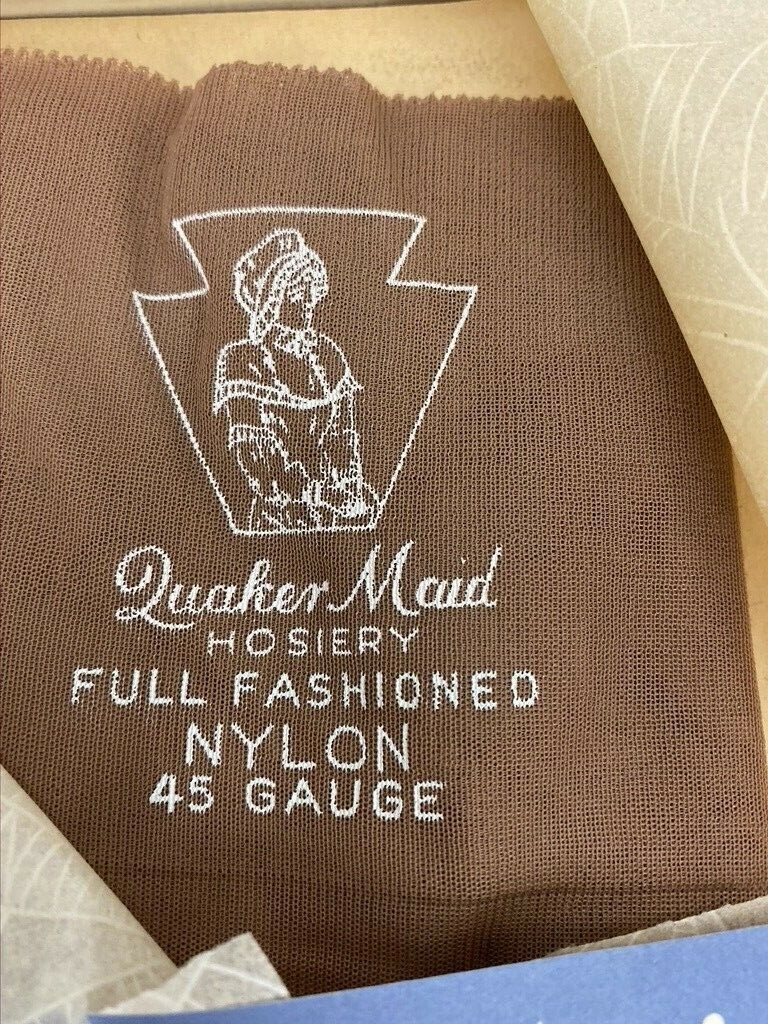 Quaker Maid
HOSIERY
FULL FASHIONED
NYLON
45 GAUGE